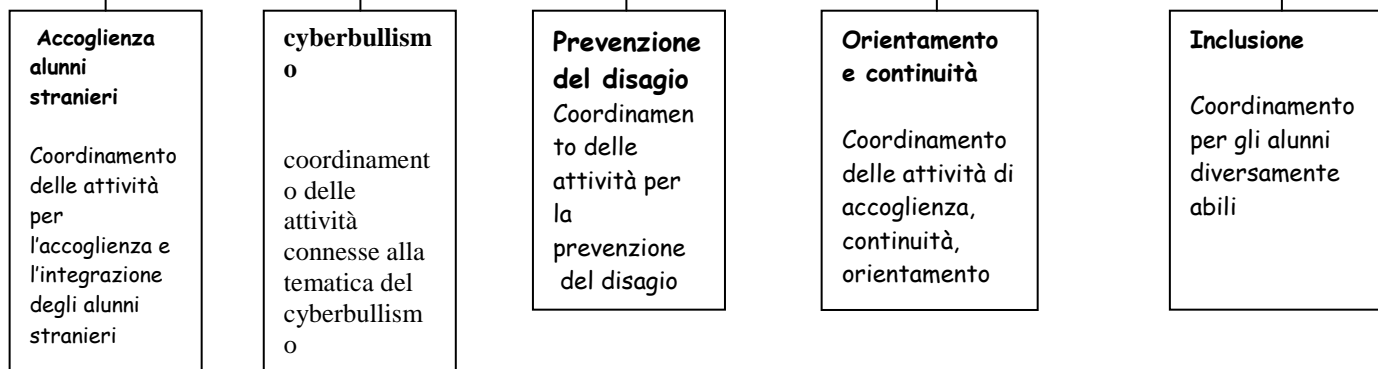 Accoglienza
alunni
stranieri
Coordinamento
delle attività
per
l'accoglienza e
l'integrazione
degli alunni
stranieri
cyberbullism
o
coordinament
o delle
attività
connesse alla
tematica del
cyberbullism
o
Prevenzione
del disagio
Coordinamen
to delle
attività per
la
prevenzione
del disagio
Orientamento
e continuità
Coordinamento
delle attività di
accoglienza,
continuità,
orientamento
Inclusione
Coordinamento
per gli alunni
diversamente
abili